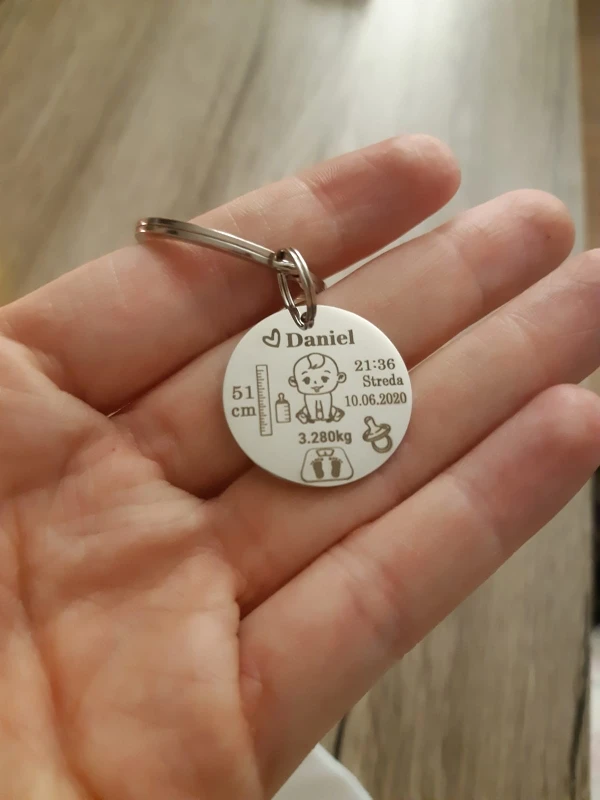 Daniel
21:36
Streda
10.06.2020
51
cm
3.280kg